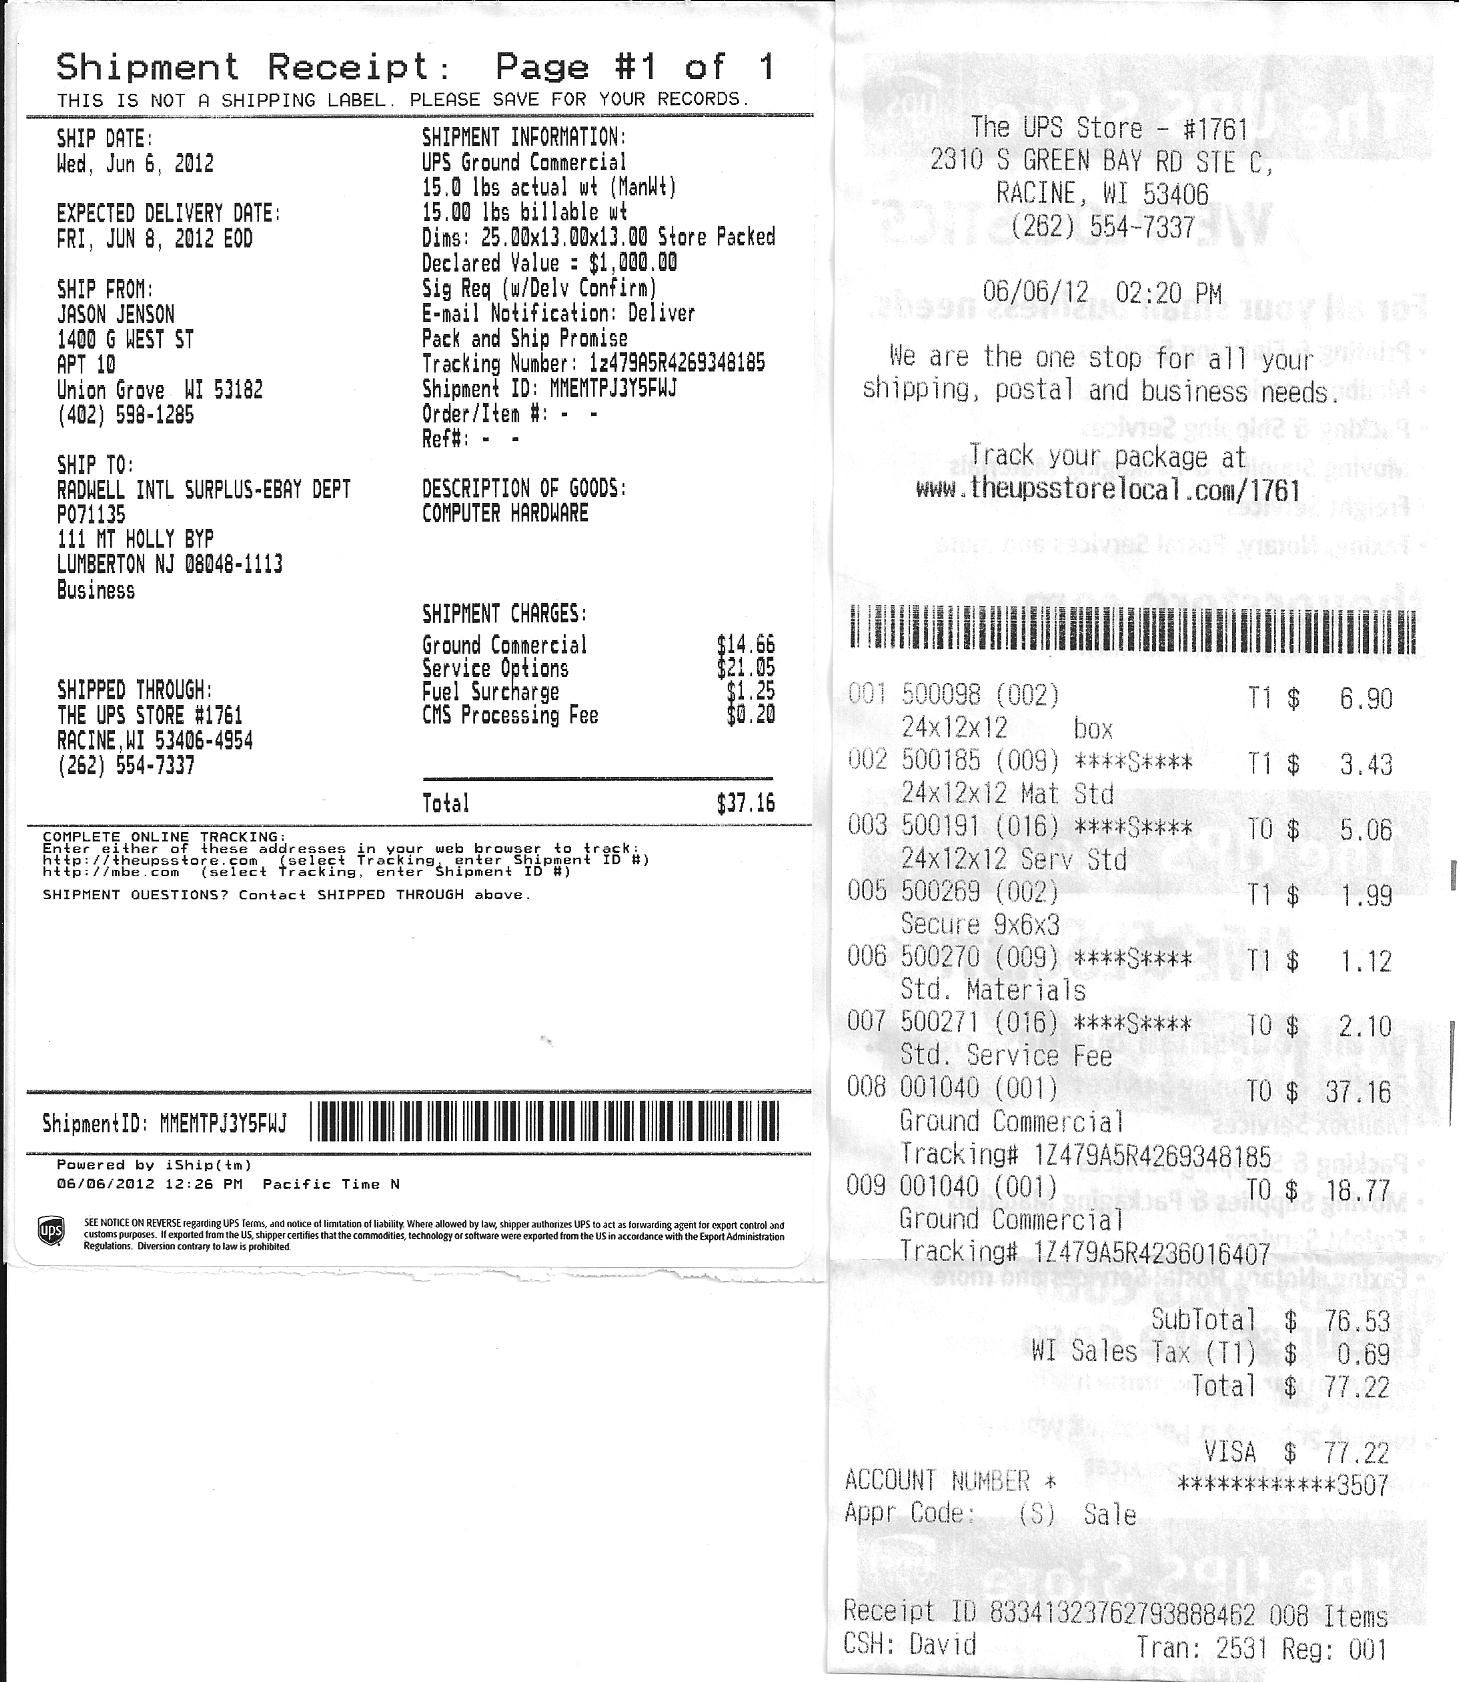 Shipment Receipt: Page #1 of 1
THIS IS NOT A SHIPPING LABEL. PLEASE SAVE FOR YOUR RECORDS.
SHIP DATE:
Wed, Jun 6, 2012
EXPECTED DELIVERY DATE:
FRI, JUN 8, 2012 EOD
SHIP FROM:
JASON JENSON
1400 G WEST ST
APT 10
Union Grove WI 53182
(402) 598-1285
SHIP TO:
RADWELL INTL SURPLUS-EBAY DEPT
PO71135
111 MT HOLLY BYP
LUMBERTON NJ 08048-1113
Business
SHIPPED THROUGH:
THE UPS STORE #1761
RACINE,WI 53406-4954
(262) 554-7337
SHIPMENT INFORMATION:
UPS Ground Commercial
15.0 lbs actual wt (ManWt)
15.00 lbs billable wt
Dims: 25.00x13.00x13.00 Store Packed
Declared Value = $1,000.00
Sig Req (w/Delv Confirm)
E-mail Notification: Deliver
Pack and Ship Promise
Tracking Number: 1z479A5R4269348185
Shipment ID: MMEMTPJ3Y5FWJ
Order/Item #: - -
Ref#: - -
DESCRIPTION OF GOODS:
COMPUTER HARDWARE
SHIPMENT CHARGES:
Ground Commercial $14.66
Service Options $21.05
Fuel Surcharge $1.25
CMS Processing Fee $0.20
Total $37.16
COMPLETE ONLINE TRACKING:
Enter either of these addresses in your web browser to track:
http://theupsstore.com (select Tracking, enter Shipment ID #)
http://mbe.com (select Tracking, enter Shipment ID #)
SHIPMENT QUESTIONS? Contact SHIPPED THROUGH above.
ShipmentID: MMEMTPJ3Y5FWJ
Powered by iShip(tm)
06/06/2012 12:26 PM Pacific Time N
ups
SEE NOTICE ON REVERSE regarding UPS Terms, and notice of limitation of liability. Where allowed by law, shipper authorizes UPS to act as forwarding agent for export control and
customs purposes. If exported from the US, shipper certifies that the commodities, technology or software were exported from the US in accordance with the Export Administration
Regulations. Diversion contrary to law is prohibited.
The UPS Store - #1761
2310 S GREEN BAY RD STE C,
RACINE, WI 53406
(262) 554-7337
06/06/12 02:20 PM
We are the one stop for all your
shipping, postal and business needs.
Track your package at
www.theupsstorelocal.com/1761
001 500098 (002) T1 $ 6.90
24x12x12 box
002 500185 (009) ****S**** T1 $ 3.43
24x12x12 Mat Std
003 500191 (016) ****S**** T0 $ 5.06
24x12x12 Serv Std
005 500269 (002) T1 $ 1.99
Secure 9x6x3
006 500270 (009) ****S**** T1 $ 1.12
Std. Materials
007 500271 (016) ****S**** T0 $ 2.10
Std. Service Fee
008 001040 (001) T0 $ 37.16
Ground Commercial
Tracking# 1Z479A5R4269348185
009 001040 (001) T0 $ 18.77
Ground Commercial
Tracking# 1Z479A5R4236016407
SubTotal $ 76.53
WI Sales Tax (T1) $ 0.69
Total $ 77.22
VISA $ 77.22
ACCOUNT NUMBER * ************3507
Appr Code: (S) Sale
Receipt ID 83341323762793888462 008 Items
CSH: David Tran: 2531 Reg: 001